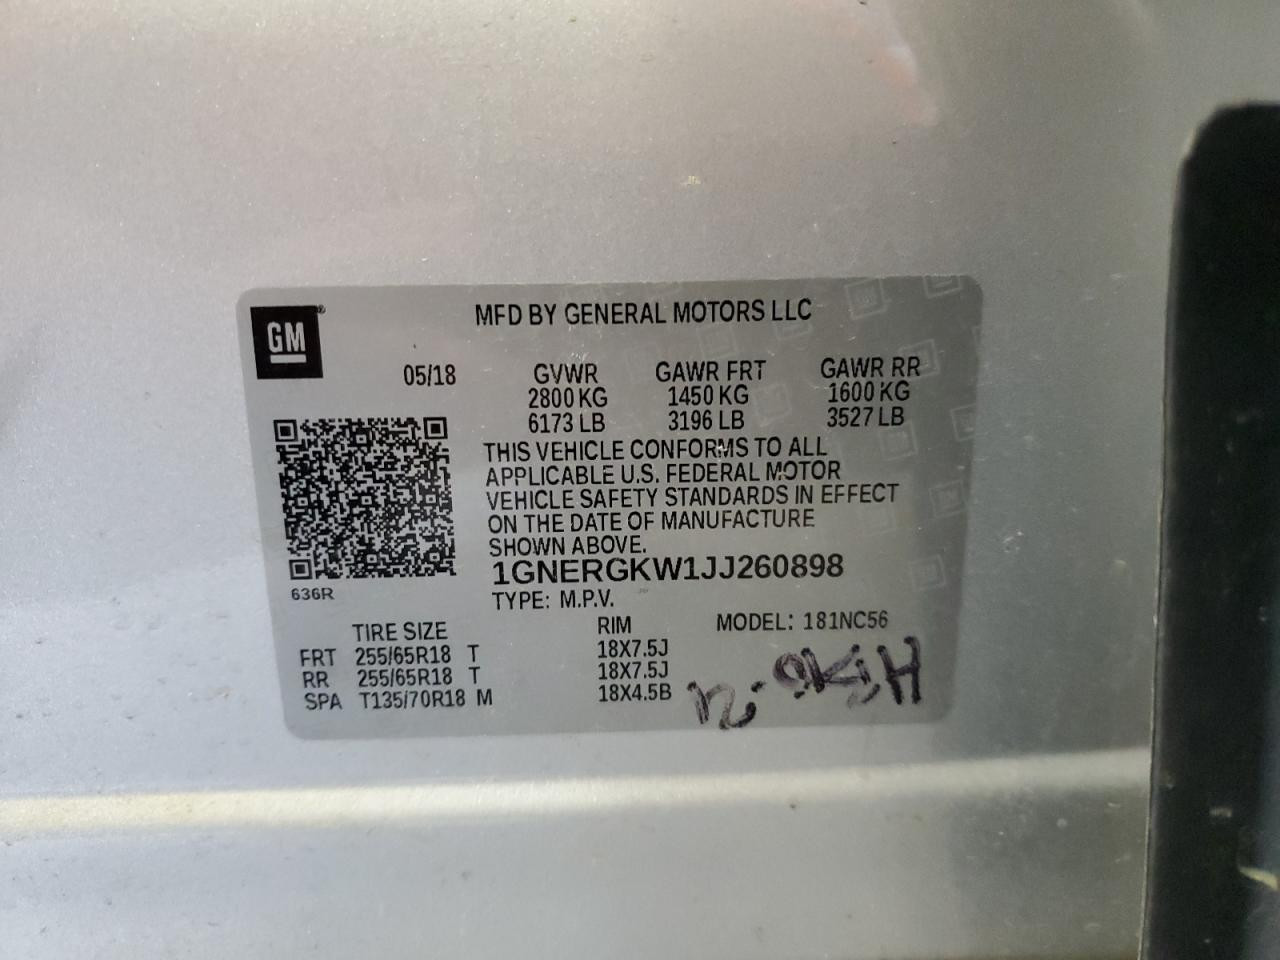 GM
MFD BY GENERAL MOTORS LLC
05/18
GVWR GAWR FRT GAWR RR
2800 KG 1450 KG 1600 KG
6173 LB 3196 LB 3527 LB
THIS VEHICLE CONFORMS TO ALL
APPLICABLE U.S. FEDERAL MOTOR
VEHICLE SAFETY STANDARDS IN EFFECT
ON THE DATE OF MANUFACTURE
SHOWN ABOVE.
1GNERGKW1JJ260898
636R
TYPE: M.P.V.
MODEL: 181NC56
TIRE SIZE RIM
FRT 255/65R18 T 18X7.5J
RR 255/65R18 T 18X7.5J
SPA T135/70R18 M 18X4.5B